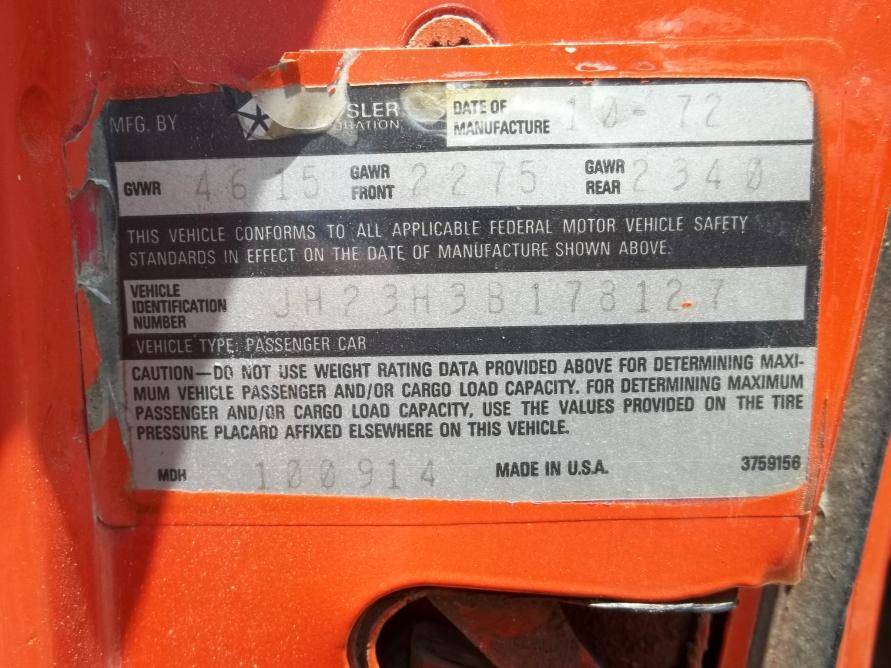 MFG. BY
SLER
ORATION
DATE OF
MANUFACTURE 10-72
GVWR 4615 GAWR
FRONT 2275 GAWR
REAR 2340
THIS VEHICLE CONFORMS TO ALL APPLICABLE FEDERAL MOTOR VEHICLE SAFETY
STANDARDS IN EFFECT ON THE DATE OF MANUFACTURE SHOWN ABOVE.
VEHICLE
IDENTIFICATION
NUMBER JH23H3B178127
VEHICLE TYPE: PASSENGER CAR
CAUTION—DO NOT USE WEIGHT RATING DATA PROVIDED ABOVE FOR DETERMINING MAXI-
MUM VEHICLE PASSENGER AND/OR CARGO LOAD CAPACITY. FOR DETERMINING MAXIMUM
PASSENGER AND/OR CARGO LOAD CAPACITY, USE THE VALUES PROVIDED ON THE TIRE
PRESSURE PLACARD AFFIXED ELSEWHERE ON THIS VEHICLE.
MDH 100914 MADE IN U.S.A. 3759156